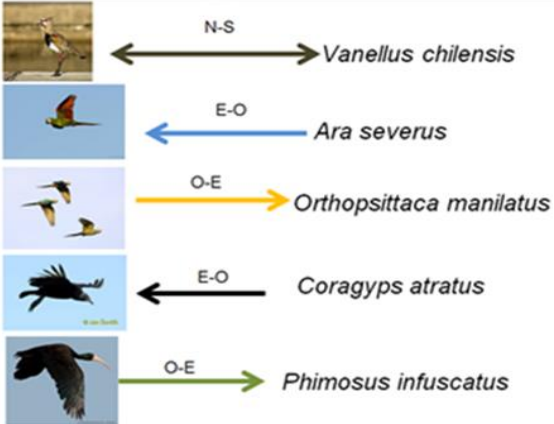 N-S
Vanellus chilensis
E-O
Ara severus
O-E
Orthopsittaca manilatus
E-O
Coragyps atratus
O-E
Phimosus infuscatus